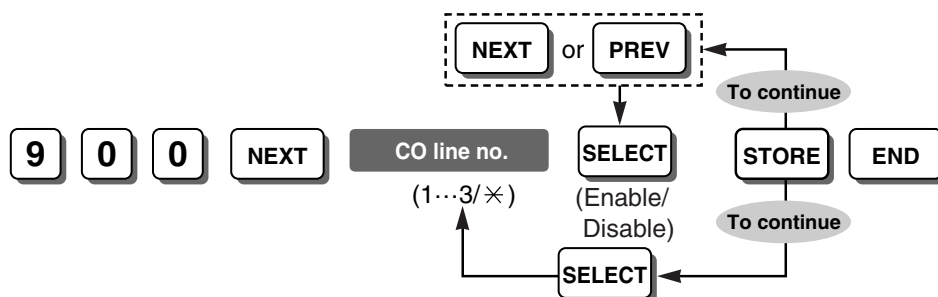 NEXT or PREV
To continue
9 0 0 NEXT CO line no. SELECT STORE END
(1···3/✳) (Enable/
Disable)
To continue
SELECT